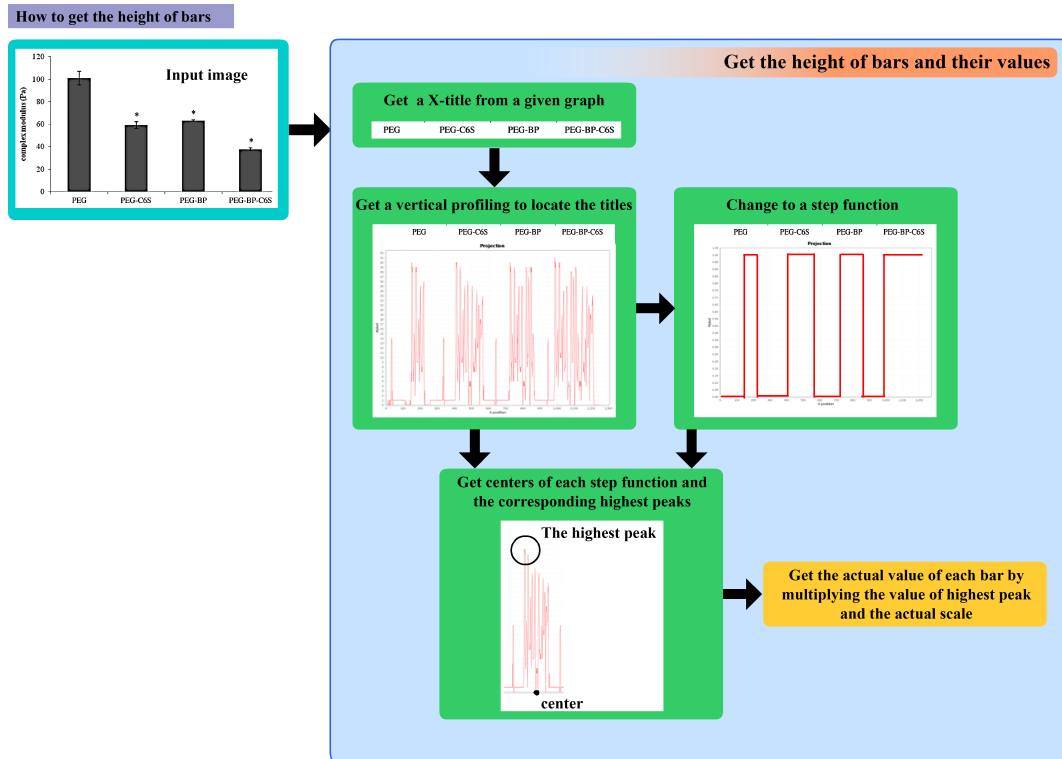 How to get the height of bars
Input image
complex modulus (Pa)
120
100
80
60
40
20
0
*
*
*
PEG PEG-C6S PEG-BP PEG-BP-C6S
Get the height of bars and their values
Get a X-title from a given graph
PEG PEG-C6S PEG-BP PEG-BP-C6S
Get a vertical profiling to locate the titles
PEG PEG-C6S PEG-BP PEG-BP-C6S
Projection
Change to a step function
PEG PEG-C6S PEG-BP PEG-BP-C6S
Projection
Get centers of each step function and
the corresponding highest peaks
The highest peak
center
Get the actual value of each bar by
multiplying the value of highest peak
and the actual scale